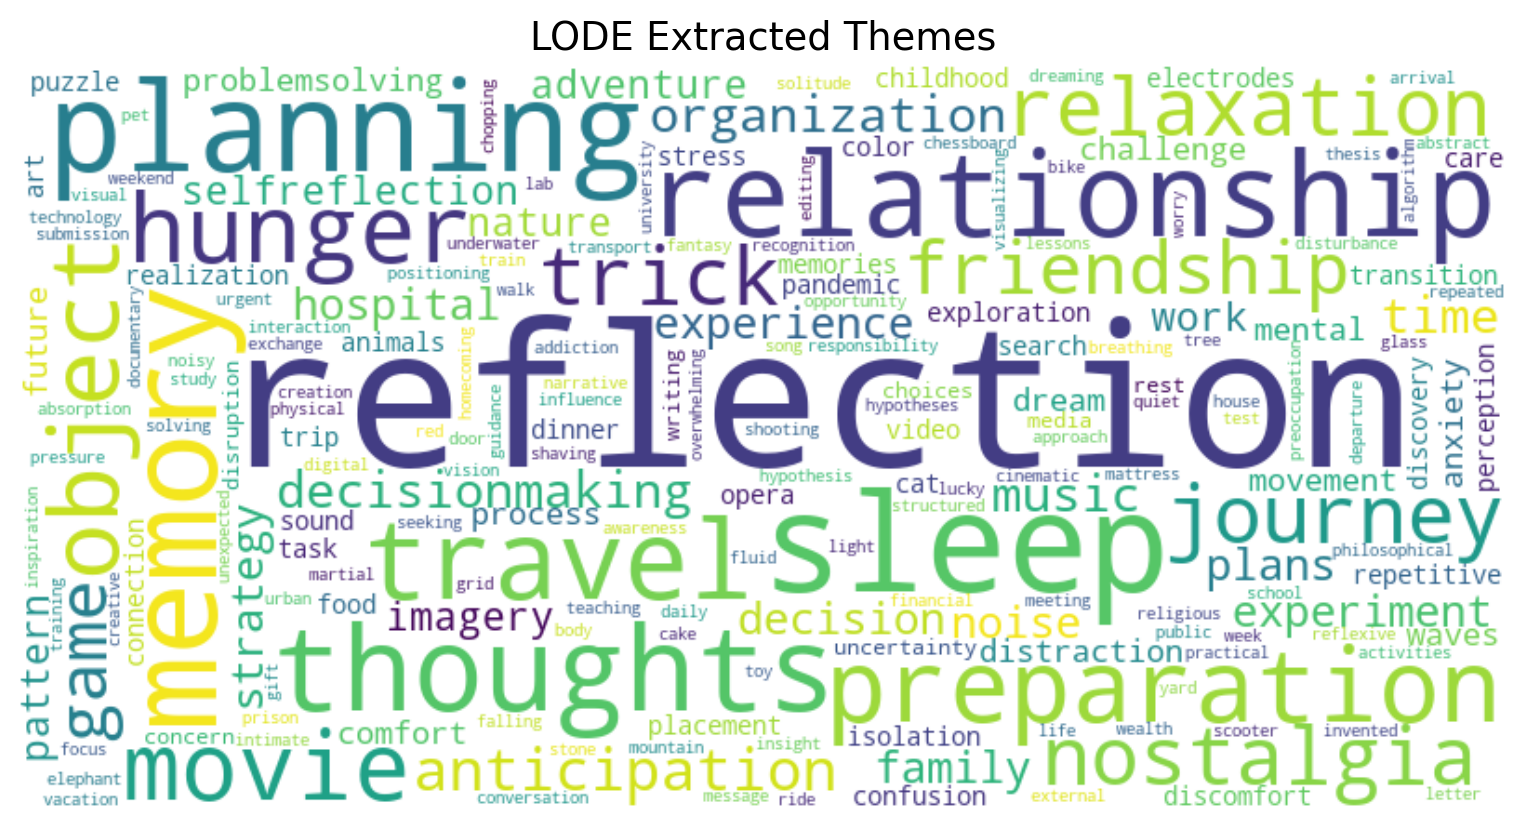 LODE Extracted Themes
puzzle
problemsolving
adventure
solitude
childhood
dreaming
electrodes
arrival
planning
pet
chopping
organization
relaxation
art
weekend
visual
selfreflection
lab
university
stress
color
chessboard
challenge
thesis
abstract
care
algorithm
bike
visualizing
editing
worry
relationship
technology
submission
hunger
nature
underwater
transport
fantasy
recognition
lessons
disturbance
object
realization
positioning
train
trick
memories
friendship
transition
urgent
walk
pandemic
repeated
future
documentary
memory
hospital
opportunity
exploration
work
mental
time
interaction
exchange
animals
experience
song
responsibility
search
breathing
tree
glass
noisy
study
homecoming
addiction
reflection
creation
physical
narrative
influence
writing
overwhelming
choices
hypotheses
dream
rest
quiet
house
test
preoccupation
departure
discovery
anxiety
perception
absorption
solving
disruption
trip
red
door
guidance
dinner
shaving
shooting
video
media
approach
pressure
digital
vision
hypothesis
cinematic
mattress
movement
decisionmaking
opera
cat
lucky
structured
music
journey
inspiration
connection
unexpected
strategy
sound
seeking
process
awareness
task
travel
sleep
fluid
light
plans
philosophical
repetitive
martial
grid
game
pattern
training
creative
urban
food
imagery
teaching
daily
financial
meeting
school
experiment
body
cake
decision
noise
religious
public
week
reflexive
waves
gift
thoughts
toy
uncertainty
distraction
practical
activities
preparation
yard
prison
falling
placement
concern
intimate
comfort
focus
stone
mountain
insight
isolation
life
wealth
scooter
invented
elephant
movie
anticipation
family
nostalgia
vacation
conversation
message
ride
confusion
external
discomfort
letter